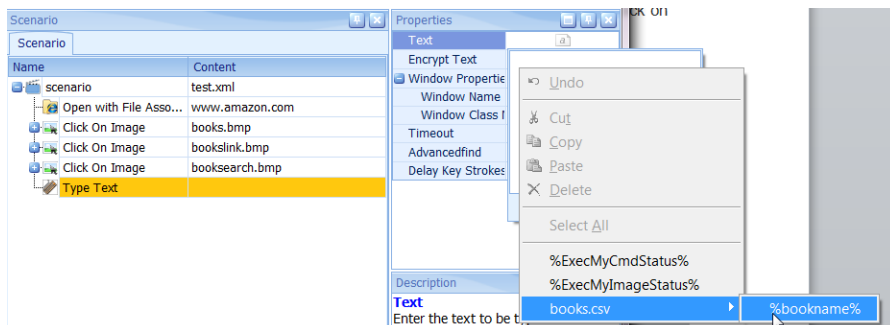 Scenario
Scenario
Name Content
scenario test.xml
Open with File Asso... www.amazon.com
Click On Image books.bmp
Click On Image bookslink.bmp
Click On Image booksearch.bmp
Type Text
Properties
Text
Encrypt Text
Window Propertie
Window Name
Window Class
Timeout
Advancedfind
Delay Key Strokes
Description
Text
Enter the text to be t
ck on
Undo
Cut
Copy
Paste
Delete
Select All
%ExecMyCmdStatus%
%ExecMyImageStatus%
books.csv
%bookname%